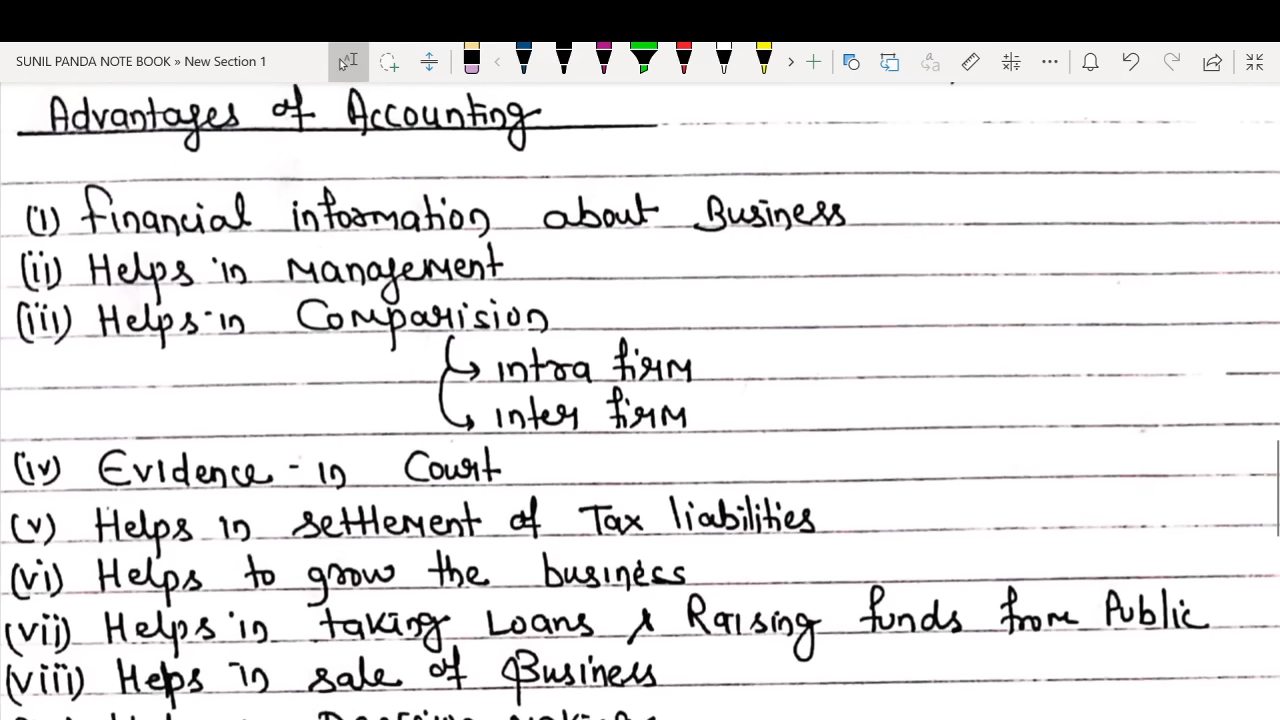 SUNIL PANDA NOTE BOOK » New Section 1
Advantages of Accounting
(i) Financial information about Business
(ii) Helps in Management
(iii) Helps in Comparision
intra firm
inter firm
(iv) Evidence in Court
(v) Helps in settlement of Tax liabilities
(vi) Helps to grow the business
(vii) Helps in taking Loans & Raising funds from Public
(viii) Helps in sale of Business